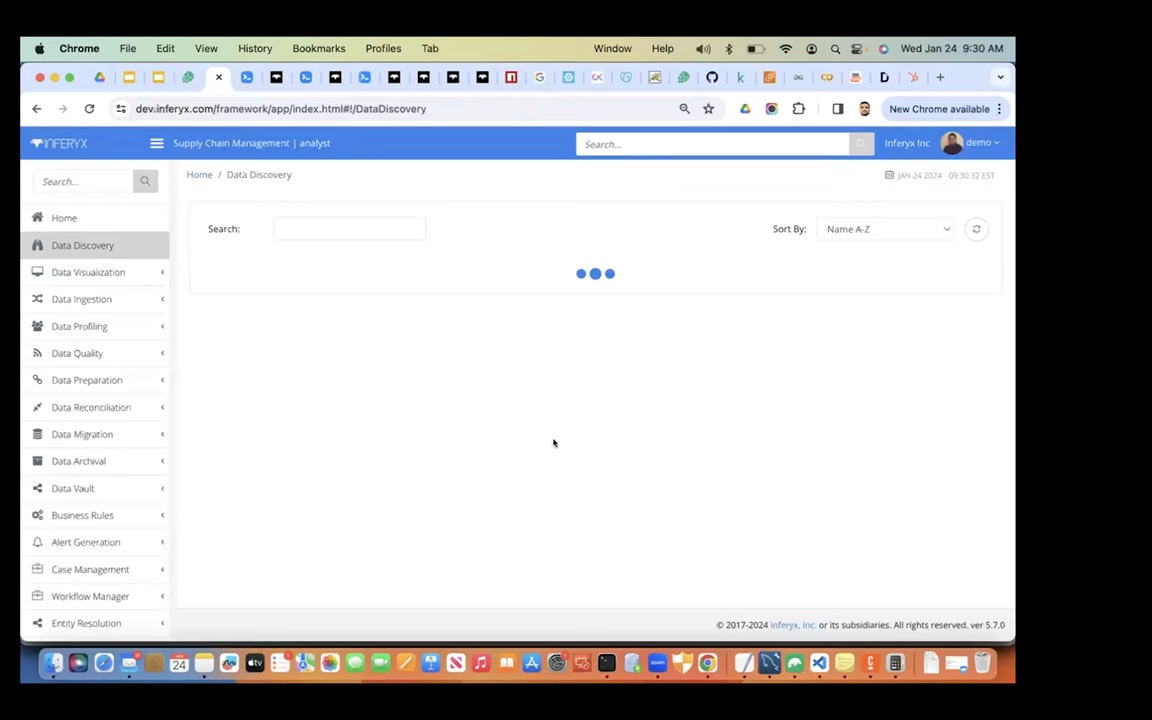 Chrome File Edit View History Bookmarks Profiles Tab Window Help Wed Jan 24 9:30 AM
dev.inferyx.com/framework/app/index.html#!/DataDiscovery New Chrome available
INFERYX Supply Chain Management | analyst Search... Inferyx Inc demo
Search... Home / Data Discovery JAN 24 2024 - 09:30:32 EST
Home
Search: Sort By: Name A-Z
Data Discovery
Data Visualization
Data Ingestion
Data Profiling
Data Quality
Data Preparation
Data Reconciliation
Data Migration
Data Archival
Data Vault
Business Rules
Alert Generation
Case Management
Workflow Manager
Entity Resolution
© 2017-2024 Inferyx, Inc. or its subsidiaries. All rights reserved. ver 5.7.0
24